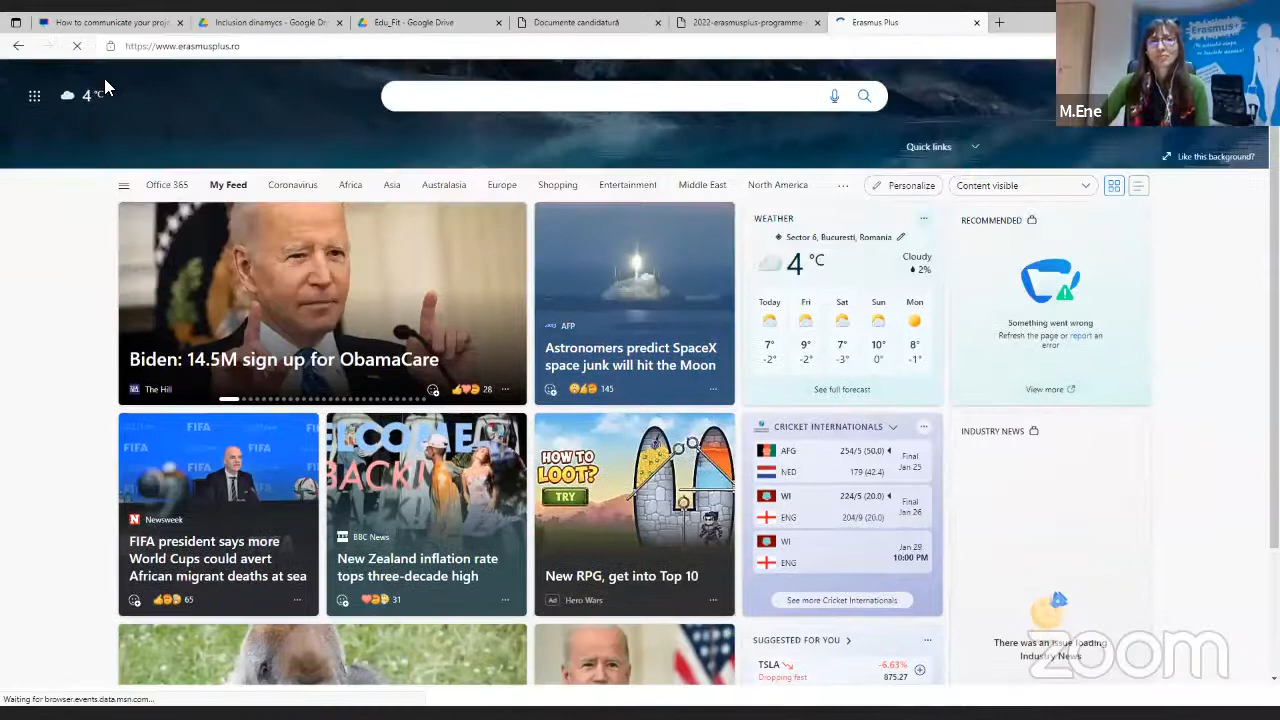 How to communicate your proje
Inclusion dinamycs - Google Dr
Edu_Fit - Google Drive
Documente candidatură
2022-erasmusplus-programme-
Erasmus Plus
https://www.erasmusplus.ro
Erasmus+
M.Ene
4 °C
Quick links
Like this background?
Office 365
My Feed
Coronavirus
Africa
Asia
Australasia
Europe
Shopping
Entertainment
Middle East
North America
...
Personalize
Content visible
Biden: 14.5M sign up for ObamaCare
The Hill
28
AFP
Astronomers predict SpaceX
space junk will hit the Moon
145
WEATHER
Sector 6, Bucuresti, Romania
4 °C
Cloudy
2%
Today Fri Sat Sun Mon
7° 9° 7° 10° 8°
-2° -2° -3° 0° -1°
See full forecast
RECOMMENDED
Something went wrong
Refresh the page or report an
error
View more
FIFA
FIFA
FIFA
Newsweek
FIFA president says more
World Cups could avert
African migrant deaths at sea
65
WELCOME
BACK
BBC News
New Zealand inflation rate
tops three-decade high
31
HOW TO
LOOT?
TRY
New RPG, get into Top 10
Ad Hero Wars
CRICKET INTERNATIONALS
AFG 254/5 (50.0)
NED 179 (42.4)
Final
Jan 25
WI 224/5 (20.0)
ENG 204/9 (20.0)
Final
Jan 26
WI
ENG
Jan 29
10:00 PM
See more Cricket Internationals
INDUSTRY NEWS
There was an issue loading
Industry News
SUGGESTED FOR YOU
TSLA -6.63%
Dropping fast 875.27
zoom
Waiting for browser.events.data.msn.com...